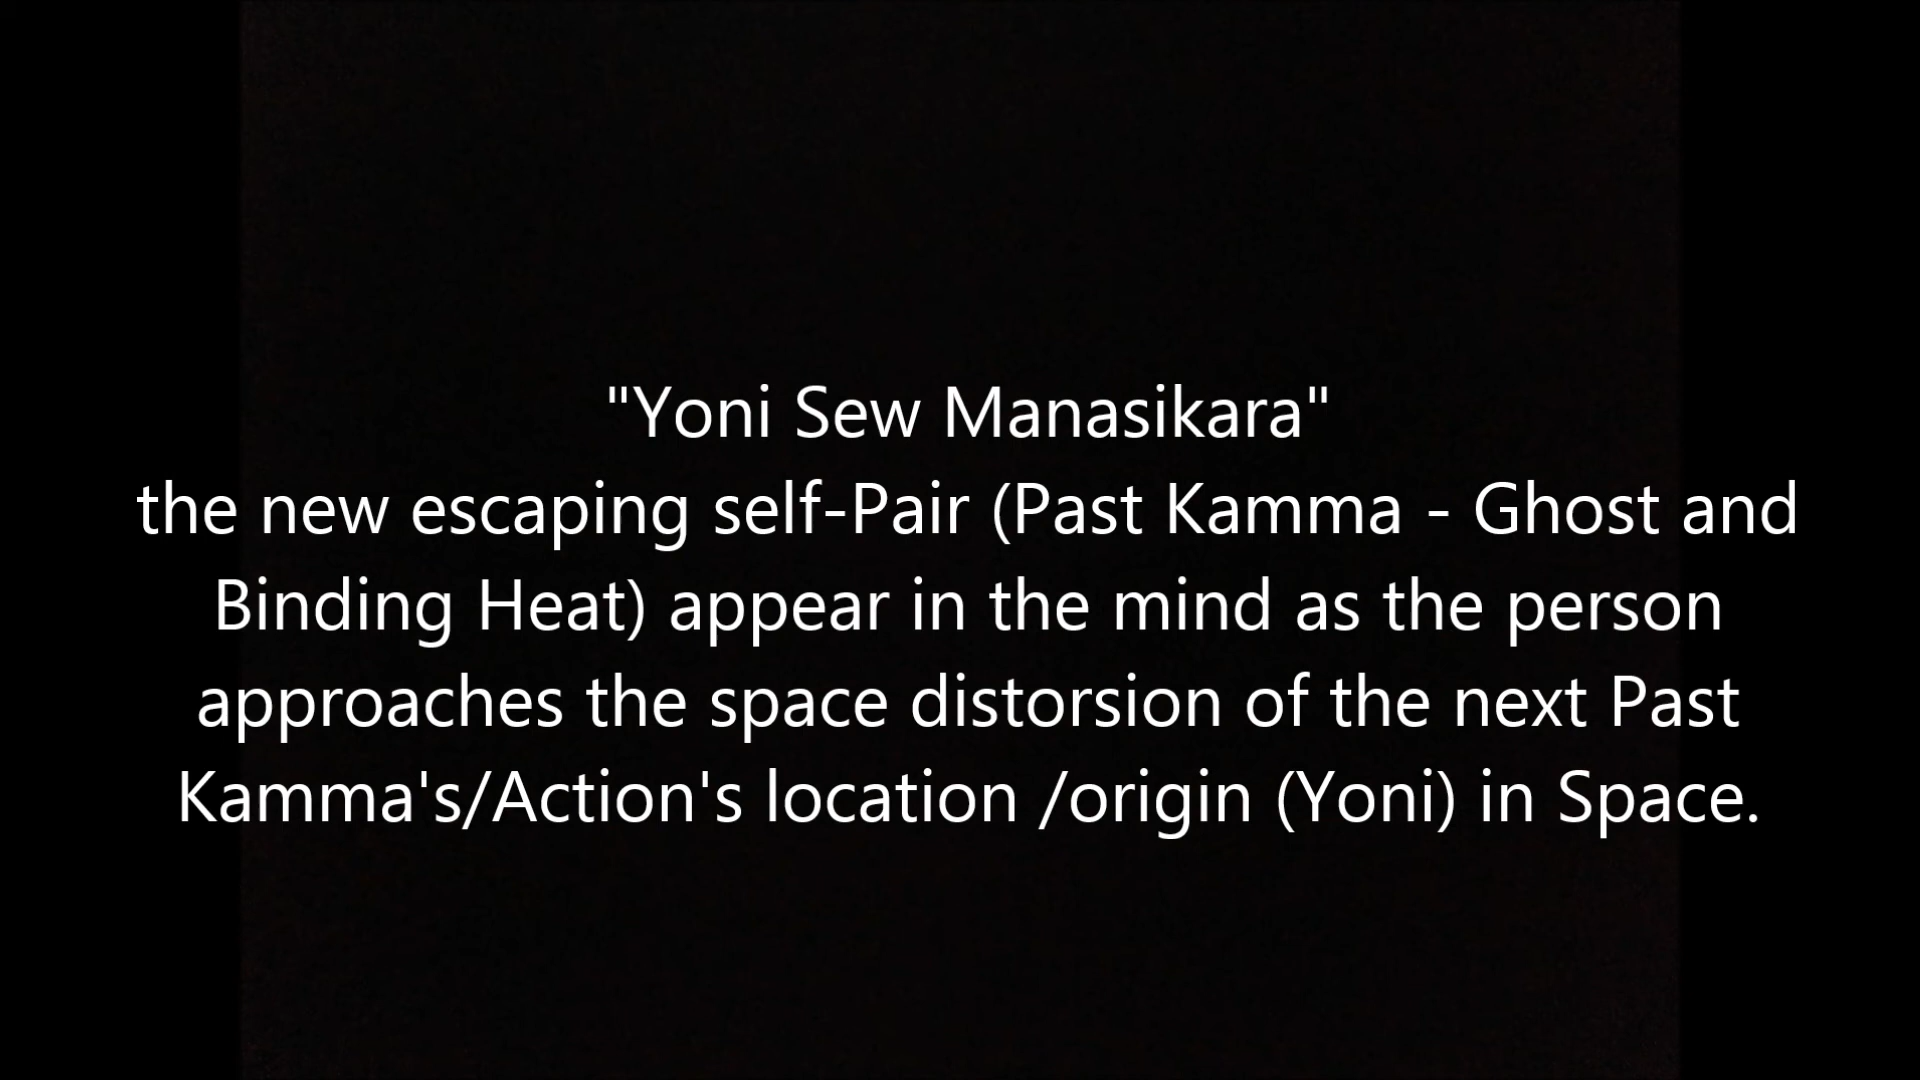 "Yoni Sew Manasikara"
the new escaping self-Pair (Past Kamma - Ghost and
Binding Heat) appear in the mind as the person
approaches the space distorsion of the next Past
Kamma's/Action's location /origin (Yoni) in Space.